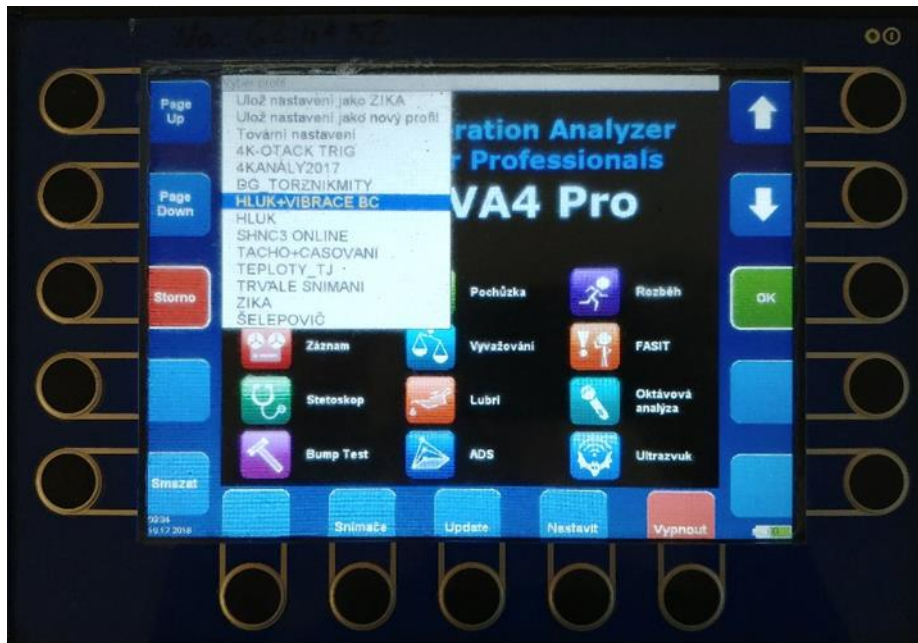 Výběr profil
Page Up
Ulož nastavení jako ZIKA
Ulož nastavení jako nový profil
Tovární nastavení
4K-OTACK TRIG
4KANÁLY2017
BG_TORZNIKMITY
HLUK+VIBRACE BC
HLUK
SHNC3 ONLINE
TACHO+CASOVANI
TEPLOTY_TJ
TRVALE SNIMANI
ZIKA
ŠELEPOVIČ
ration Analyzer
r Professionals
VA4 Pro
Page Down
Storno
Pochůzka
Rozběh
OK
Záznam
Vyvažování
FASIT
Stetoskop
Lubri
Oktávová analýza
Bump Test
ADS
Ultrazvuk
Smazat
Snímače
Update
Nastavit
Vypnout